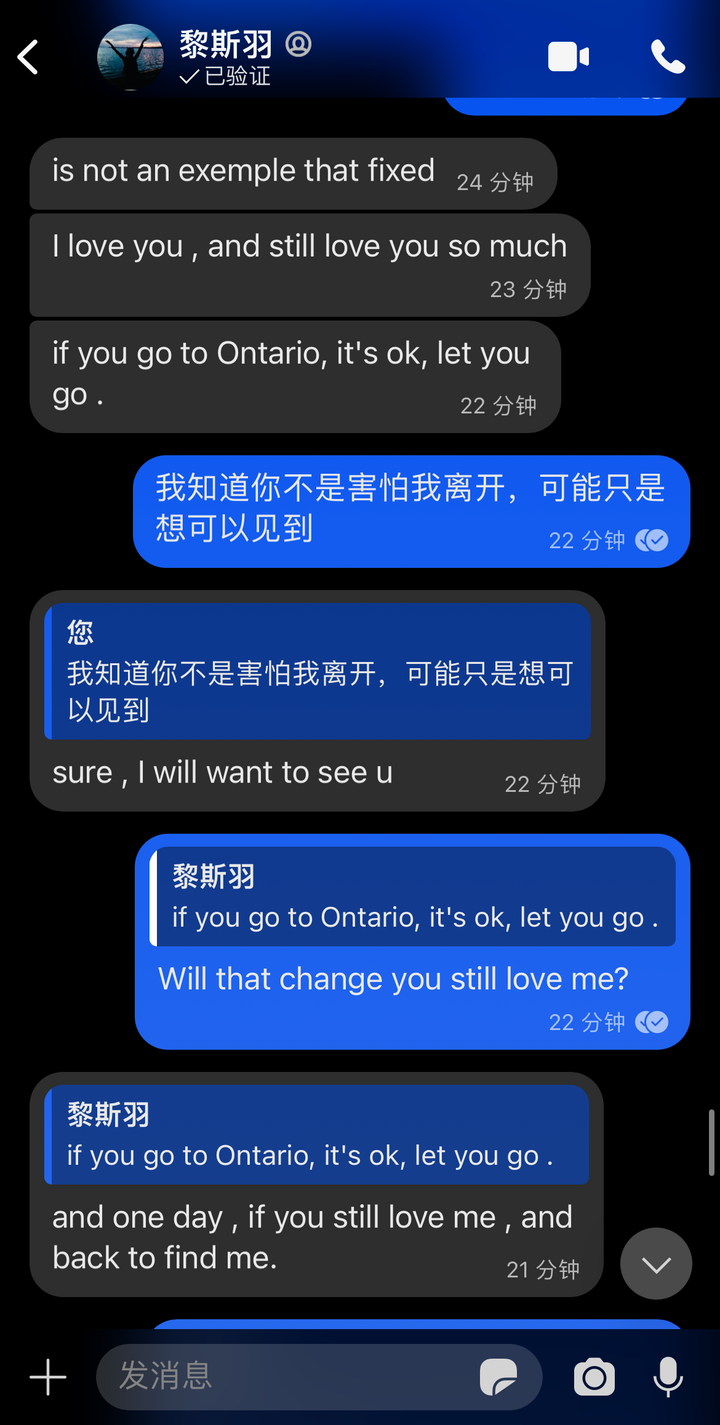 黎斯羽
已验证
is not an exemple that fixed
24 分钟
I love you , and still love you so much
23 分钟
if you go to Ontario, it's ok, let you
go .
22 分钟
我知道你不是害怕我离开，可能只是
想可以见到
22 分钟
您
我知道你不是害怕我离开，可能只是想可
以见到
sure , I will want to see u
22 分钟
黎斯羽
if you go to Ontario, it's ok, let you go .
Will that change you still love me?
22 分钟
黎斯羽
if you go to Ontario, it's ok, let you go .
and one day , if you still love me , and
back to find me.
21 分钟
发消息